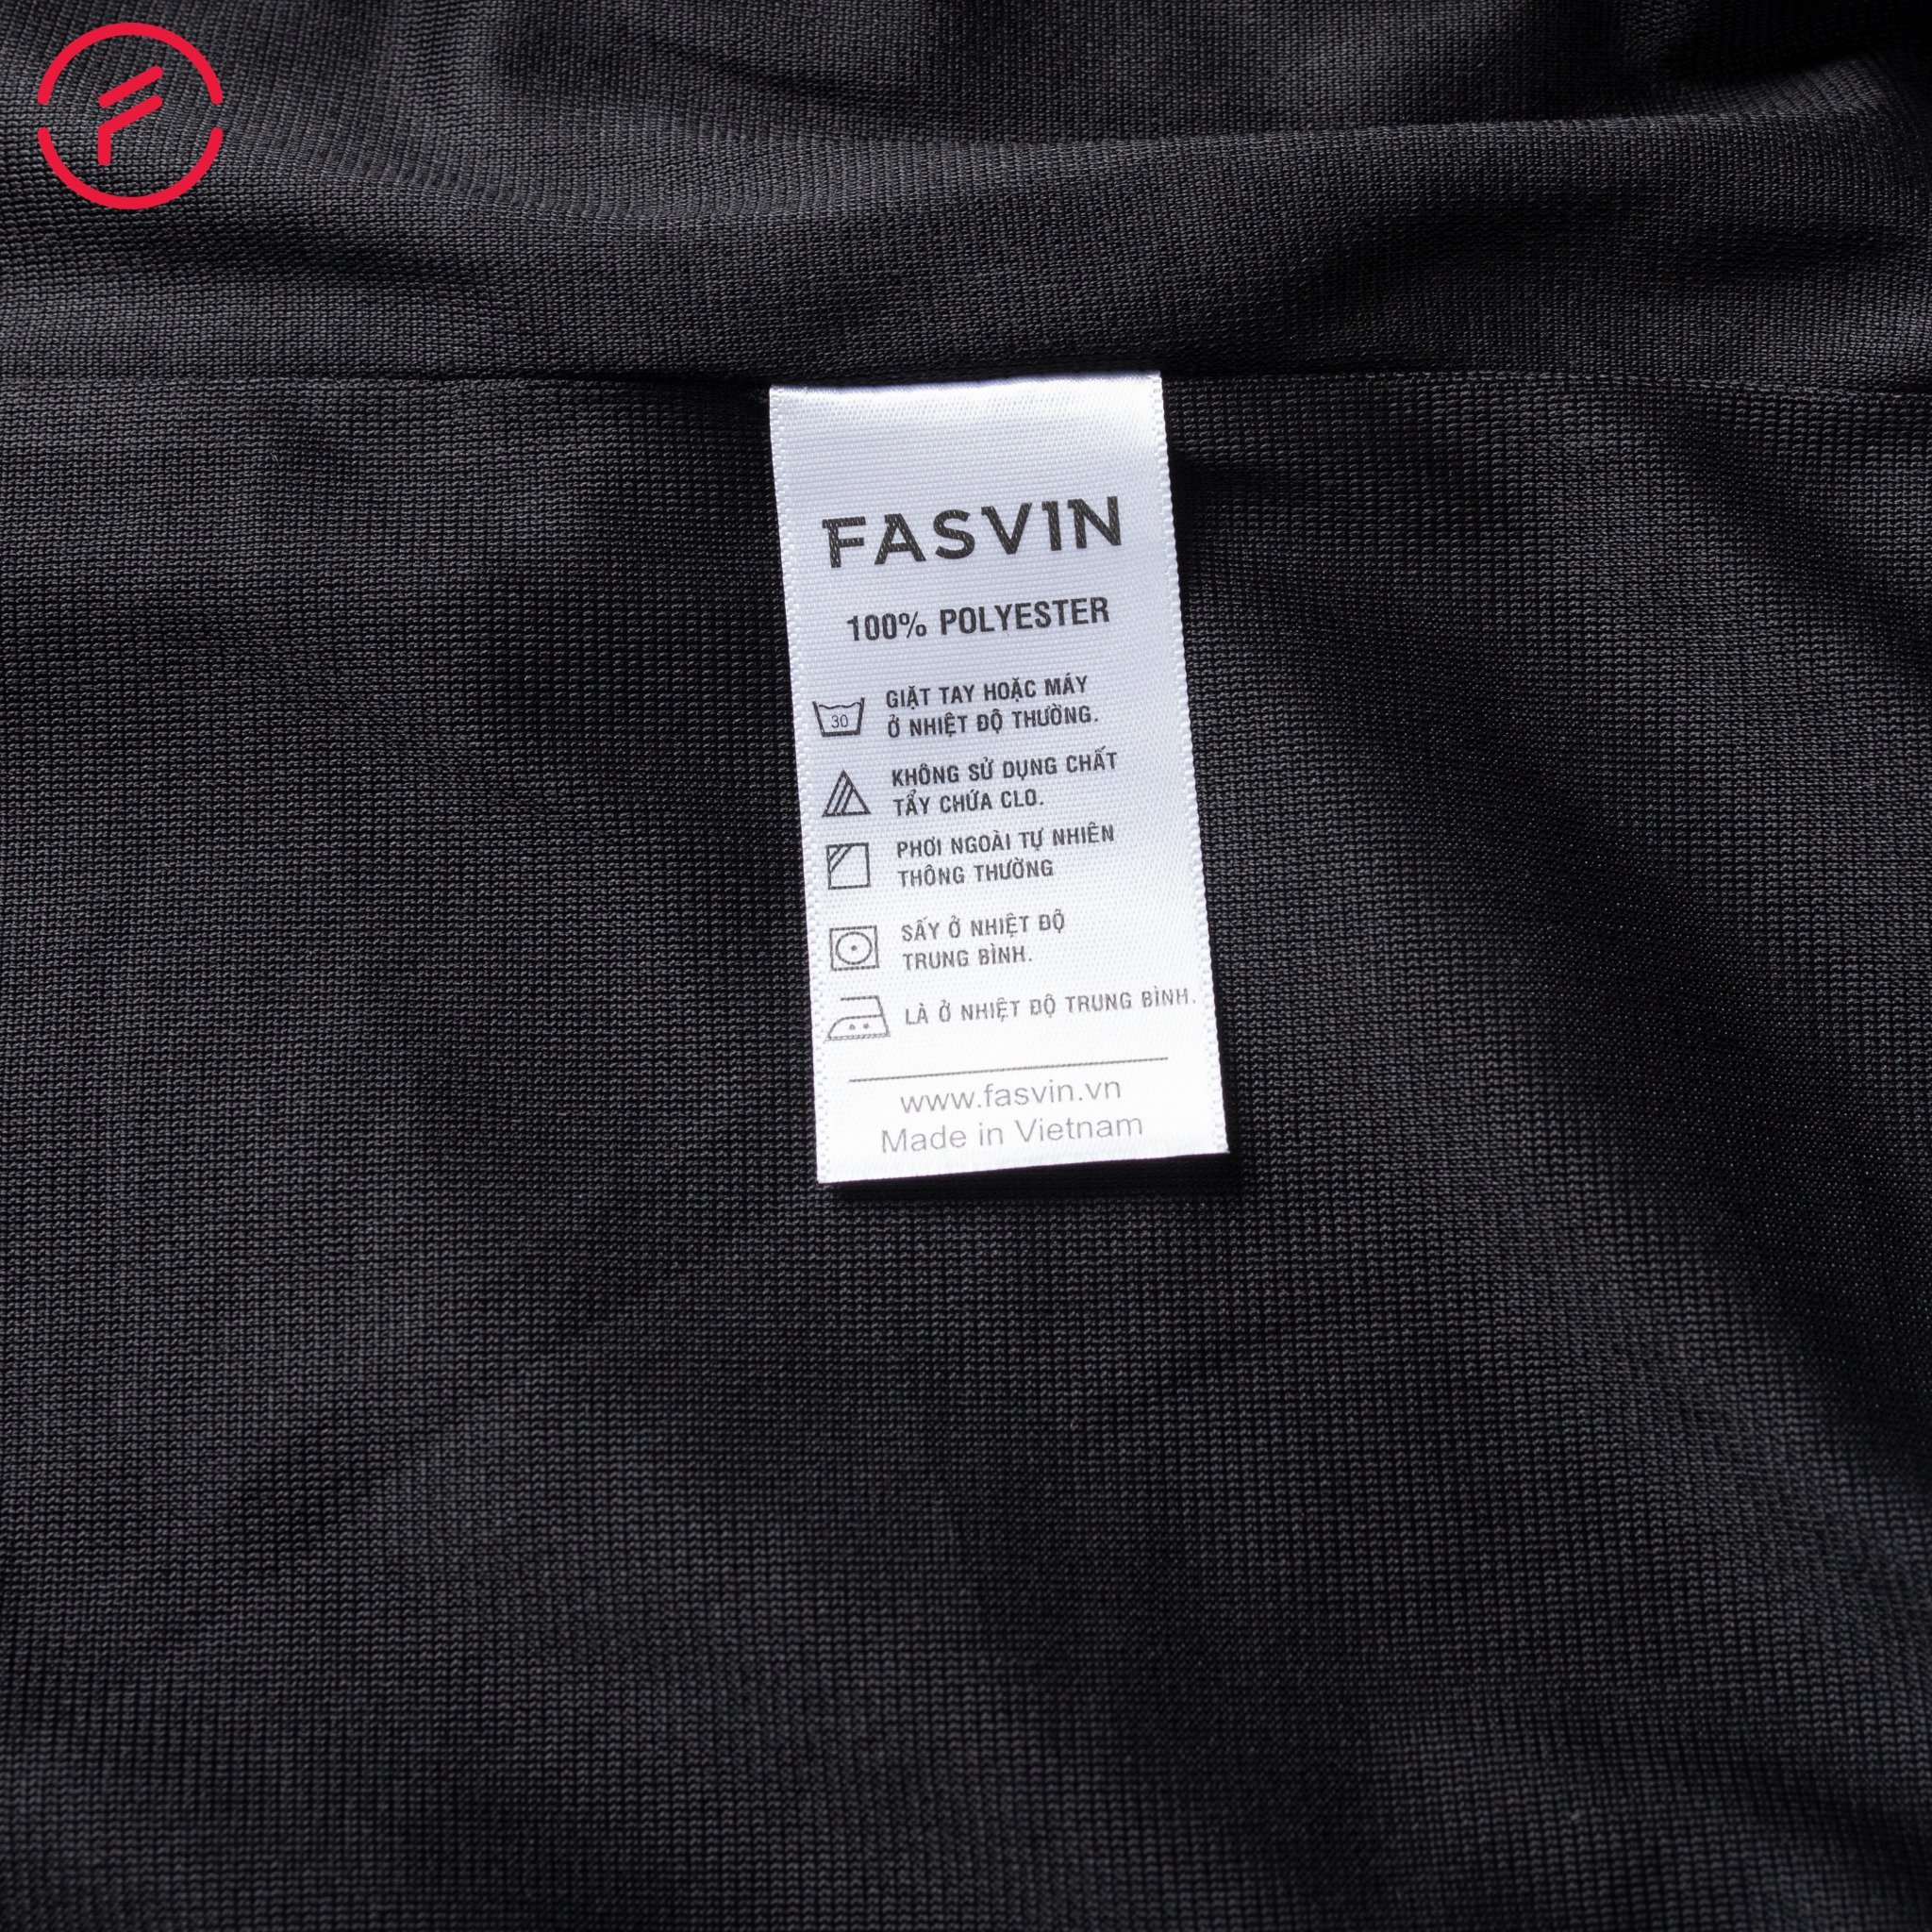 FASVIN
100% POLYESTER
30
GIẶT TAY HOẶC MÁY
Ở NHIỆT ĐỘ THƯỜNG.
KHÔNG SỬ DỤNG CHẤT
TẨY CHỨA CLO.
PHƠI NGOÀI TỰ NHIÊN
THÔNG THƯỜNG
SẤY Ở NHIỆT ĐỘ
TRUNG BÌNH.
LÀ Ở NHIỆT ĐỘ TRUNG BÌNH.
www.fasvin.vn
Made in Vietnam